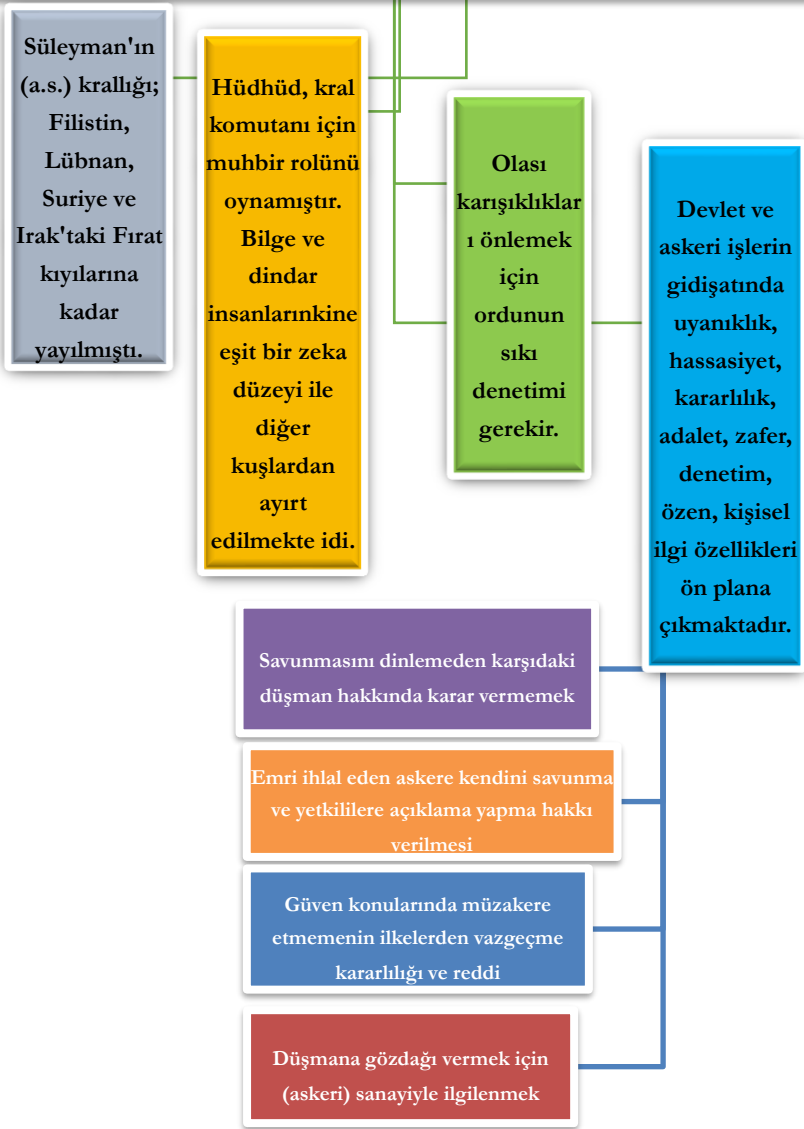 Süleyman'ın
(a.s.) krallığı;
Filistin,
Lübnan,
Suriye ve
Irak'taki Fırat
kıyılarına
kadar
yayılmıştı.
Hüdhüd, kral
komutanı için
muhbir rolünü
oynamıştır.
Bilge ve
dindar
insanlarınkine
eşit bir zeka
düzeyi ile
diğer
kuşlardan
ayırt
edilmekte idi.
Olası
karışıklıklar
ı önlemek
için
ordunun
sıkı
denetimi
gerekir.
Devlet ve
askeri işlerin
gidişatında
uyanıklık,
hassasiyet,
kararlılık,
adalet, zafer,
denetim,
özen, kişisel
ilgi özellikleri
ön plana
çıkmaktadır.
Savunmasını dinlemeden karşıdaki
düşman hakkında karar vermemek
Emri ihlal eden askere kendini savunma
ve yetkililere açıklama yapma hakkı
verilmesi
Güven konularında müzakere
etmemenin ilkelerden vazgeçme
kararlılığı ve reddi
Düşmana gözdağı vermek için
(askeri) sanayiyle ilgilenmek